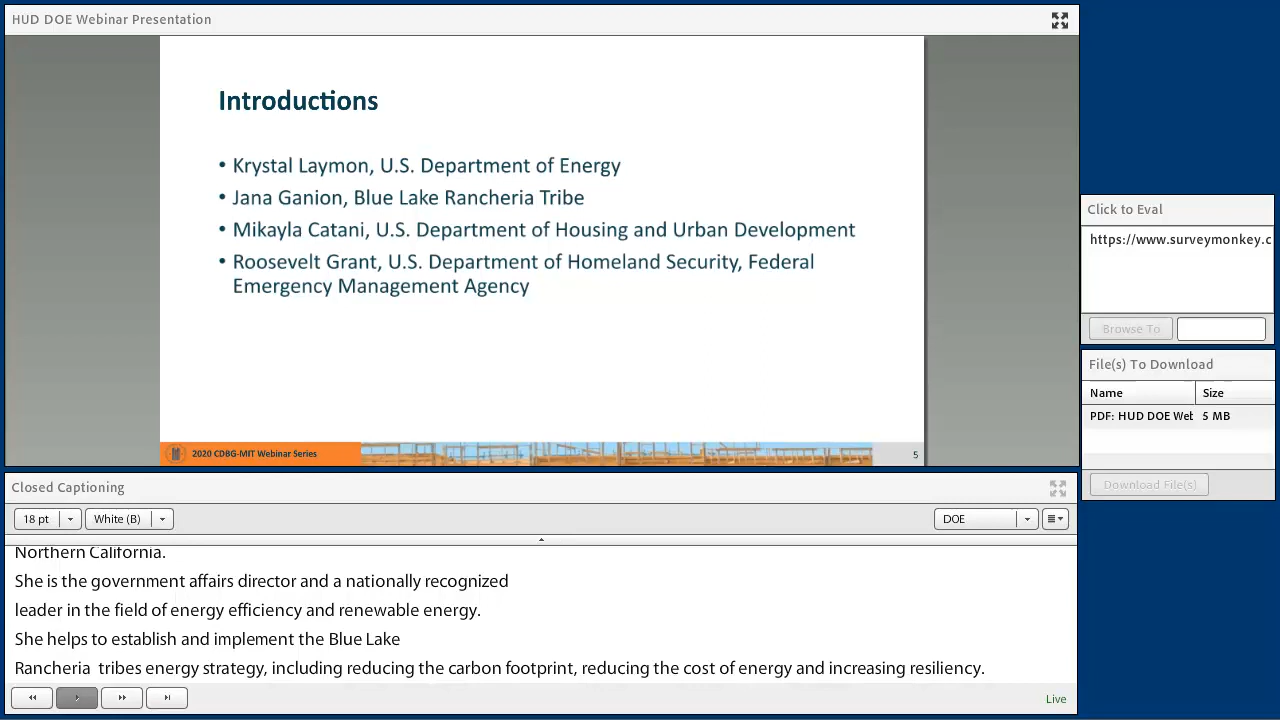 HUD DOE Webinar Presentation
Introductions
• Krystal Laymon, U.S. Department of Energy
• Jana Ganion, Blue Lake Rancheria Tribe
• Mikayla Catani, U.S. Department of Housing and Urban Development
• Roosevelt Grant, U.S. Department of Homeland Security, Federal
Emergency Management Agency
2020 CDBG-MIT Webinar Series
5
Click to Eval
https://www.surveymonkey.c
Browse To
File(s) To Download
Name Size
PDF: HUD DOE Wel 5 MB
Download File(s)
Closed Captioning
18 pt White (B) DOE
Northern California.
She is the government affairs director and a nationally recognized
leader in the field of energy efficiency and renewable energy.
She helps to establish and implement the Blue Lake
Rancheria tribes energy strategy, including reducing the carbon footprint, reducing the cost of energy and increasing resiliency.
Live